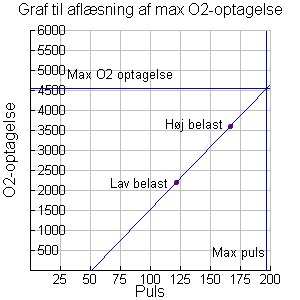 Graf til aflæsning af max O2-optagelse
6000
5500
5000
Max O2 optagelse
4500
4000
Høj belast
3500
3000
2500
Lav belast
2000
1500
1000
500
Max puls
25 50 75 100 125 150 175 200
Puls
O2-optagelse